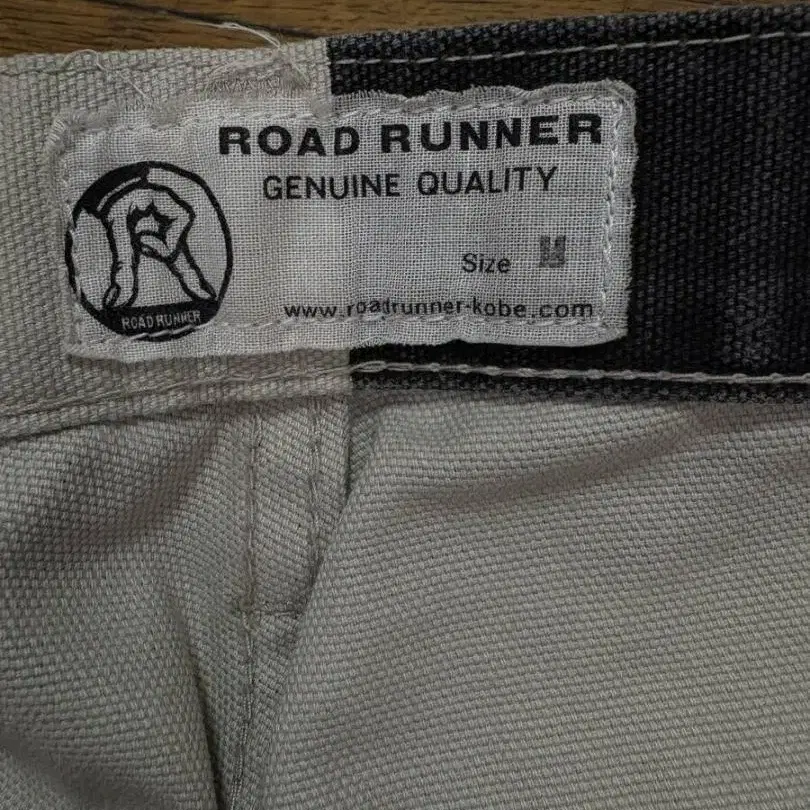 ROAD RUNNER
GENUINE QUALITY
Size M
www.roadrunner-kobe.com
R
ROAD RUNNER